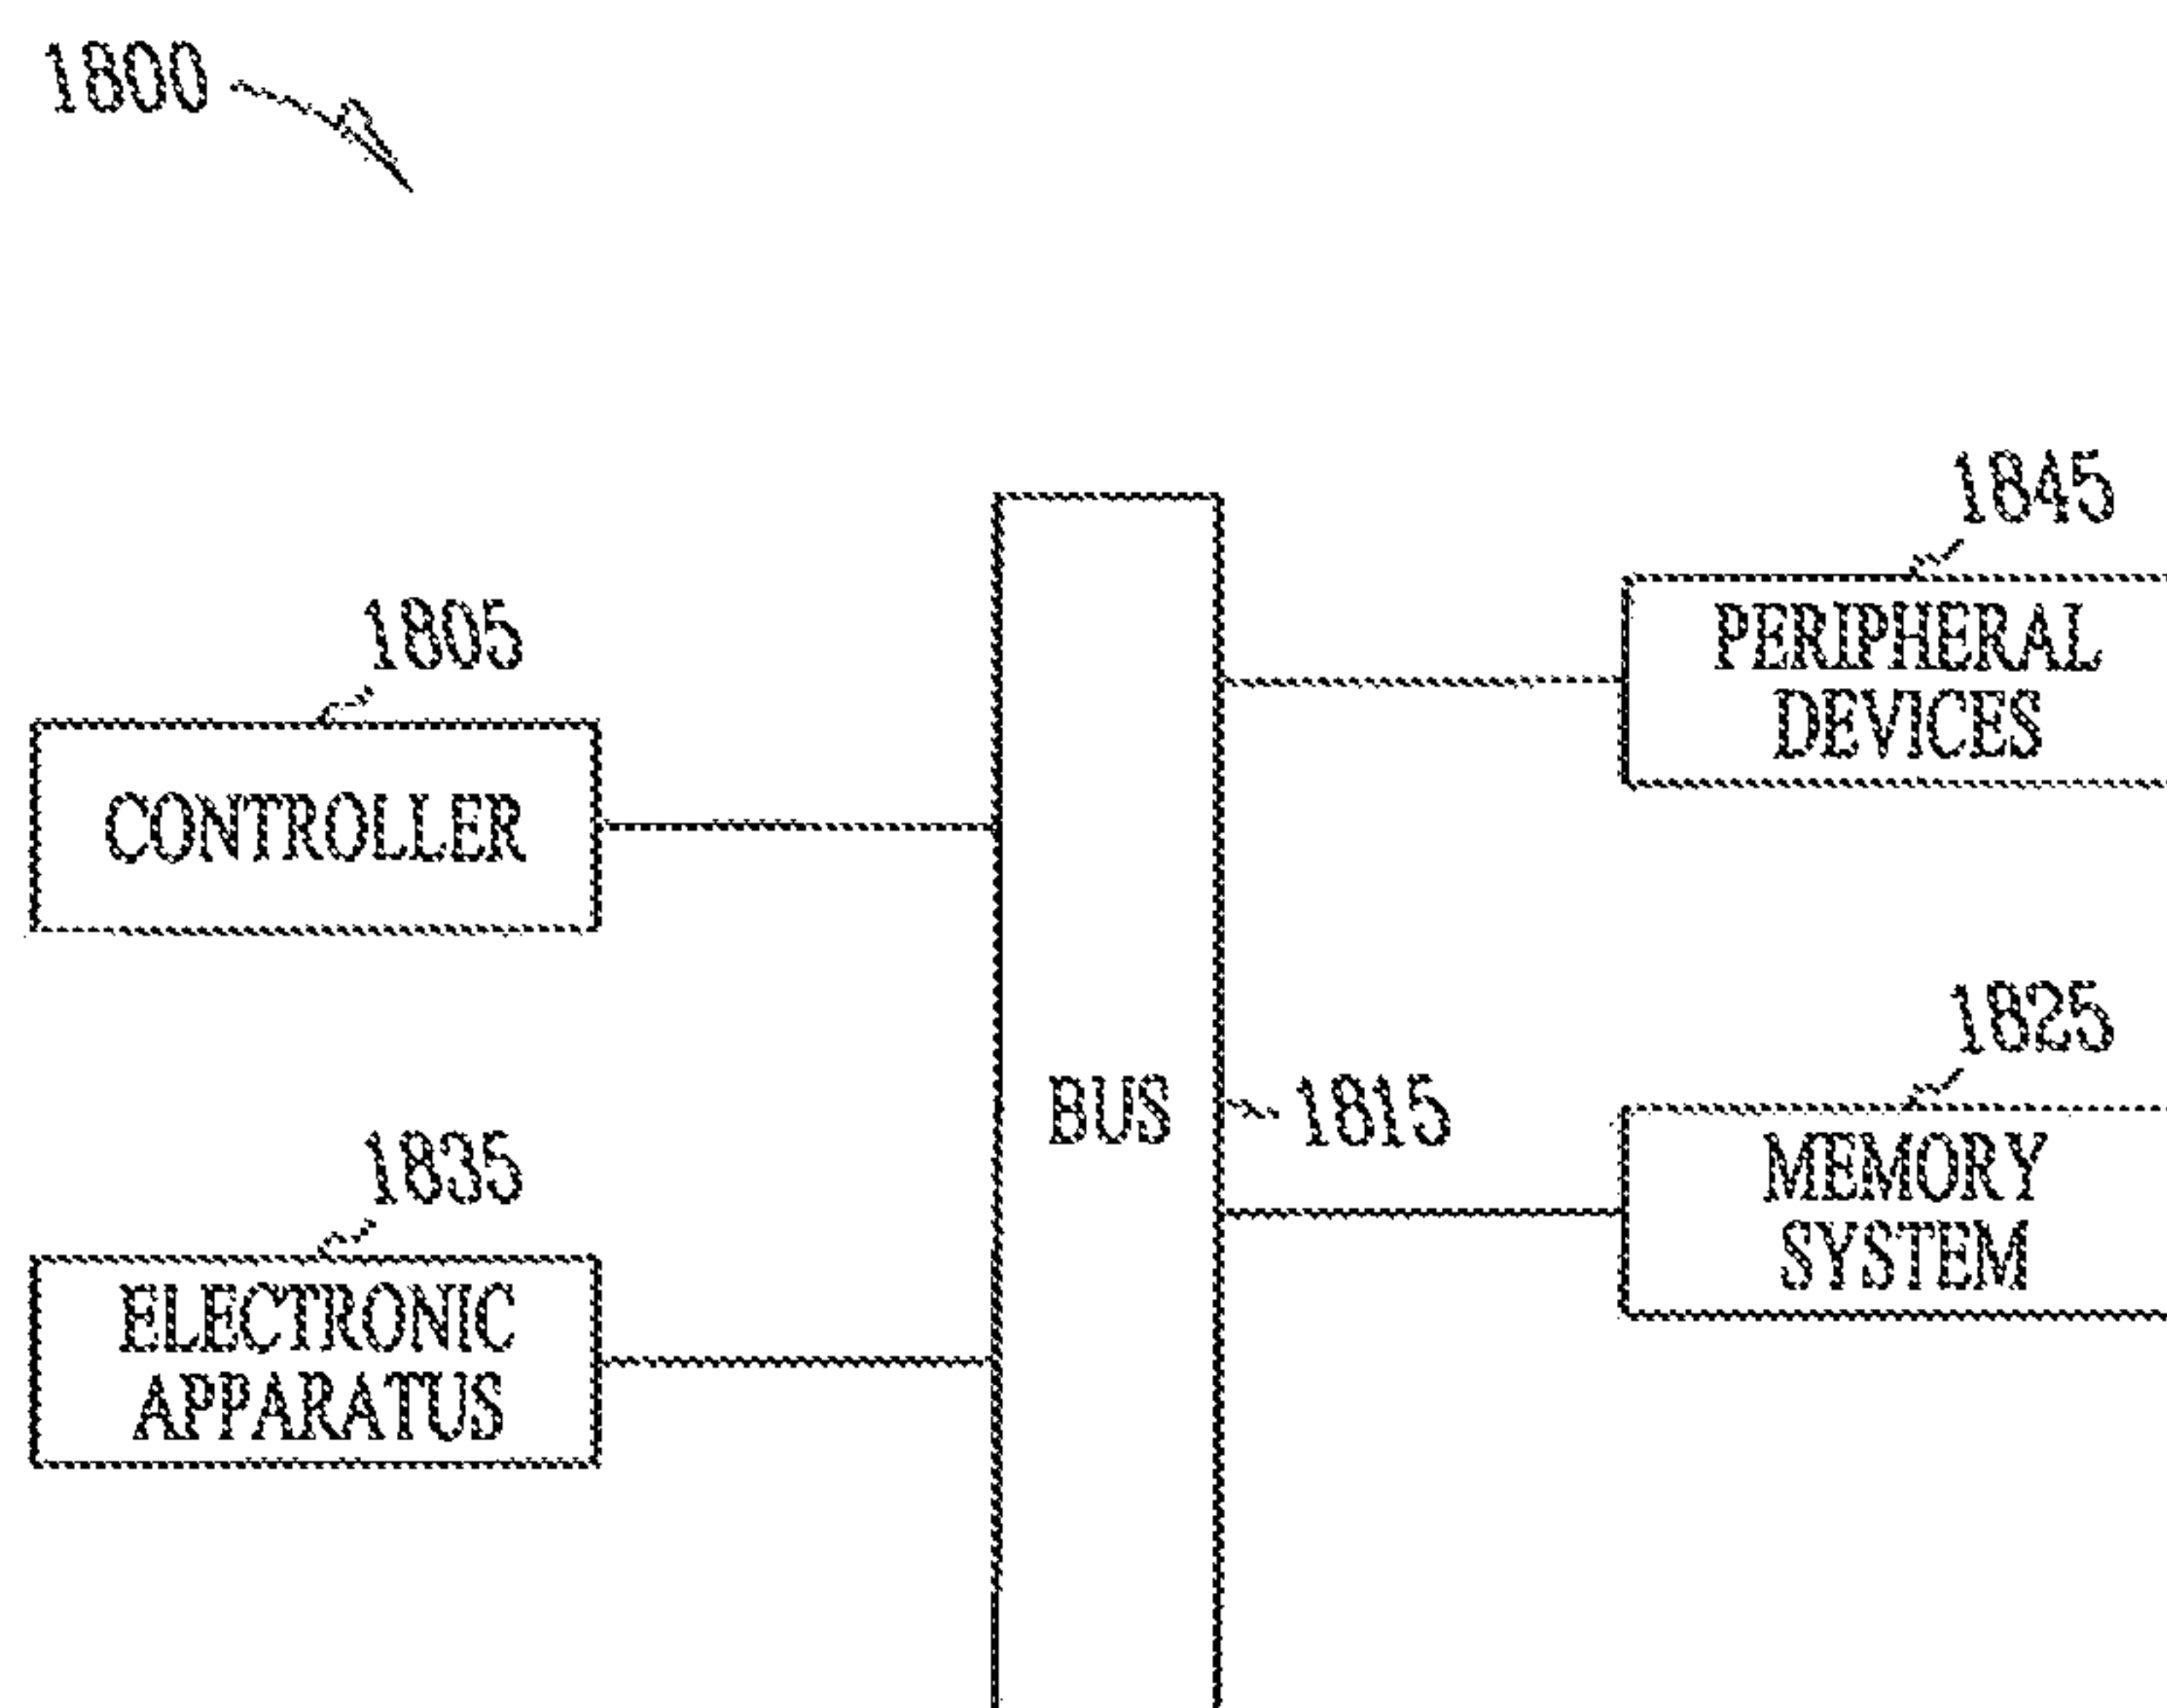 1800
1845
PERIPHERAL
DEVICES
1805
CONTROLLER
1825
BUS
1815
MEMORY
SYSTEM
1835
ELECTRONIC
APPARATUS